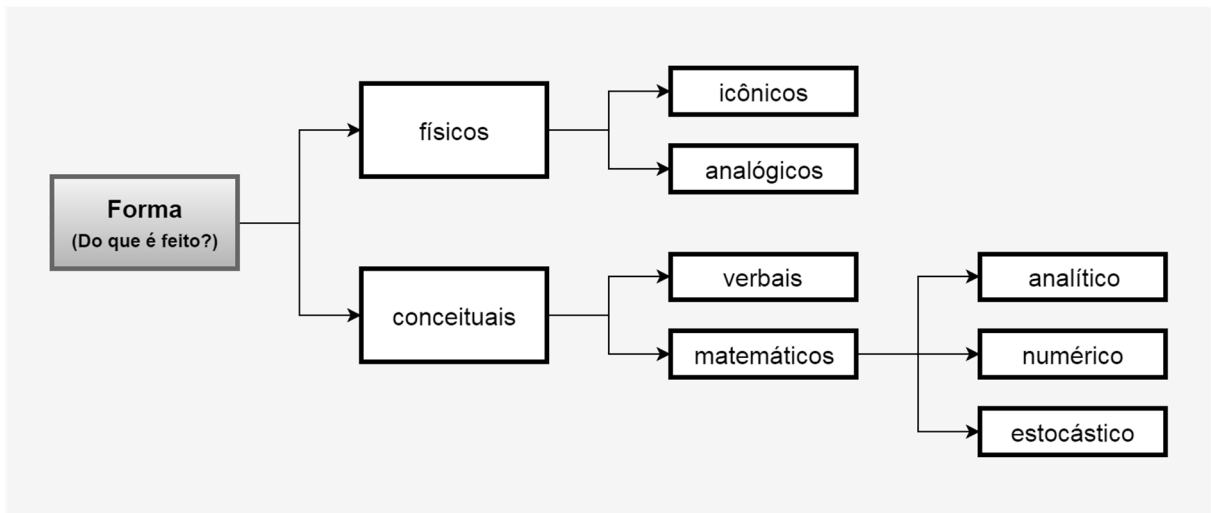 Forma
(Do que é feito?)
físicos
icônicos
analógicos
conceituais
verbais
matemáticos
analítico
numérico
estocástico